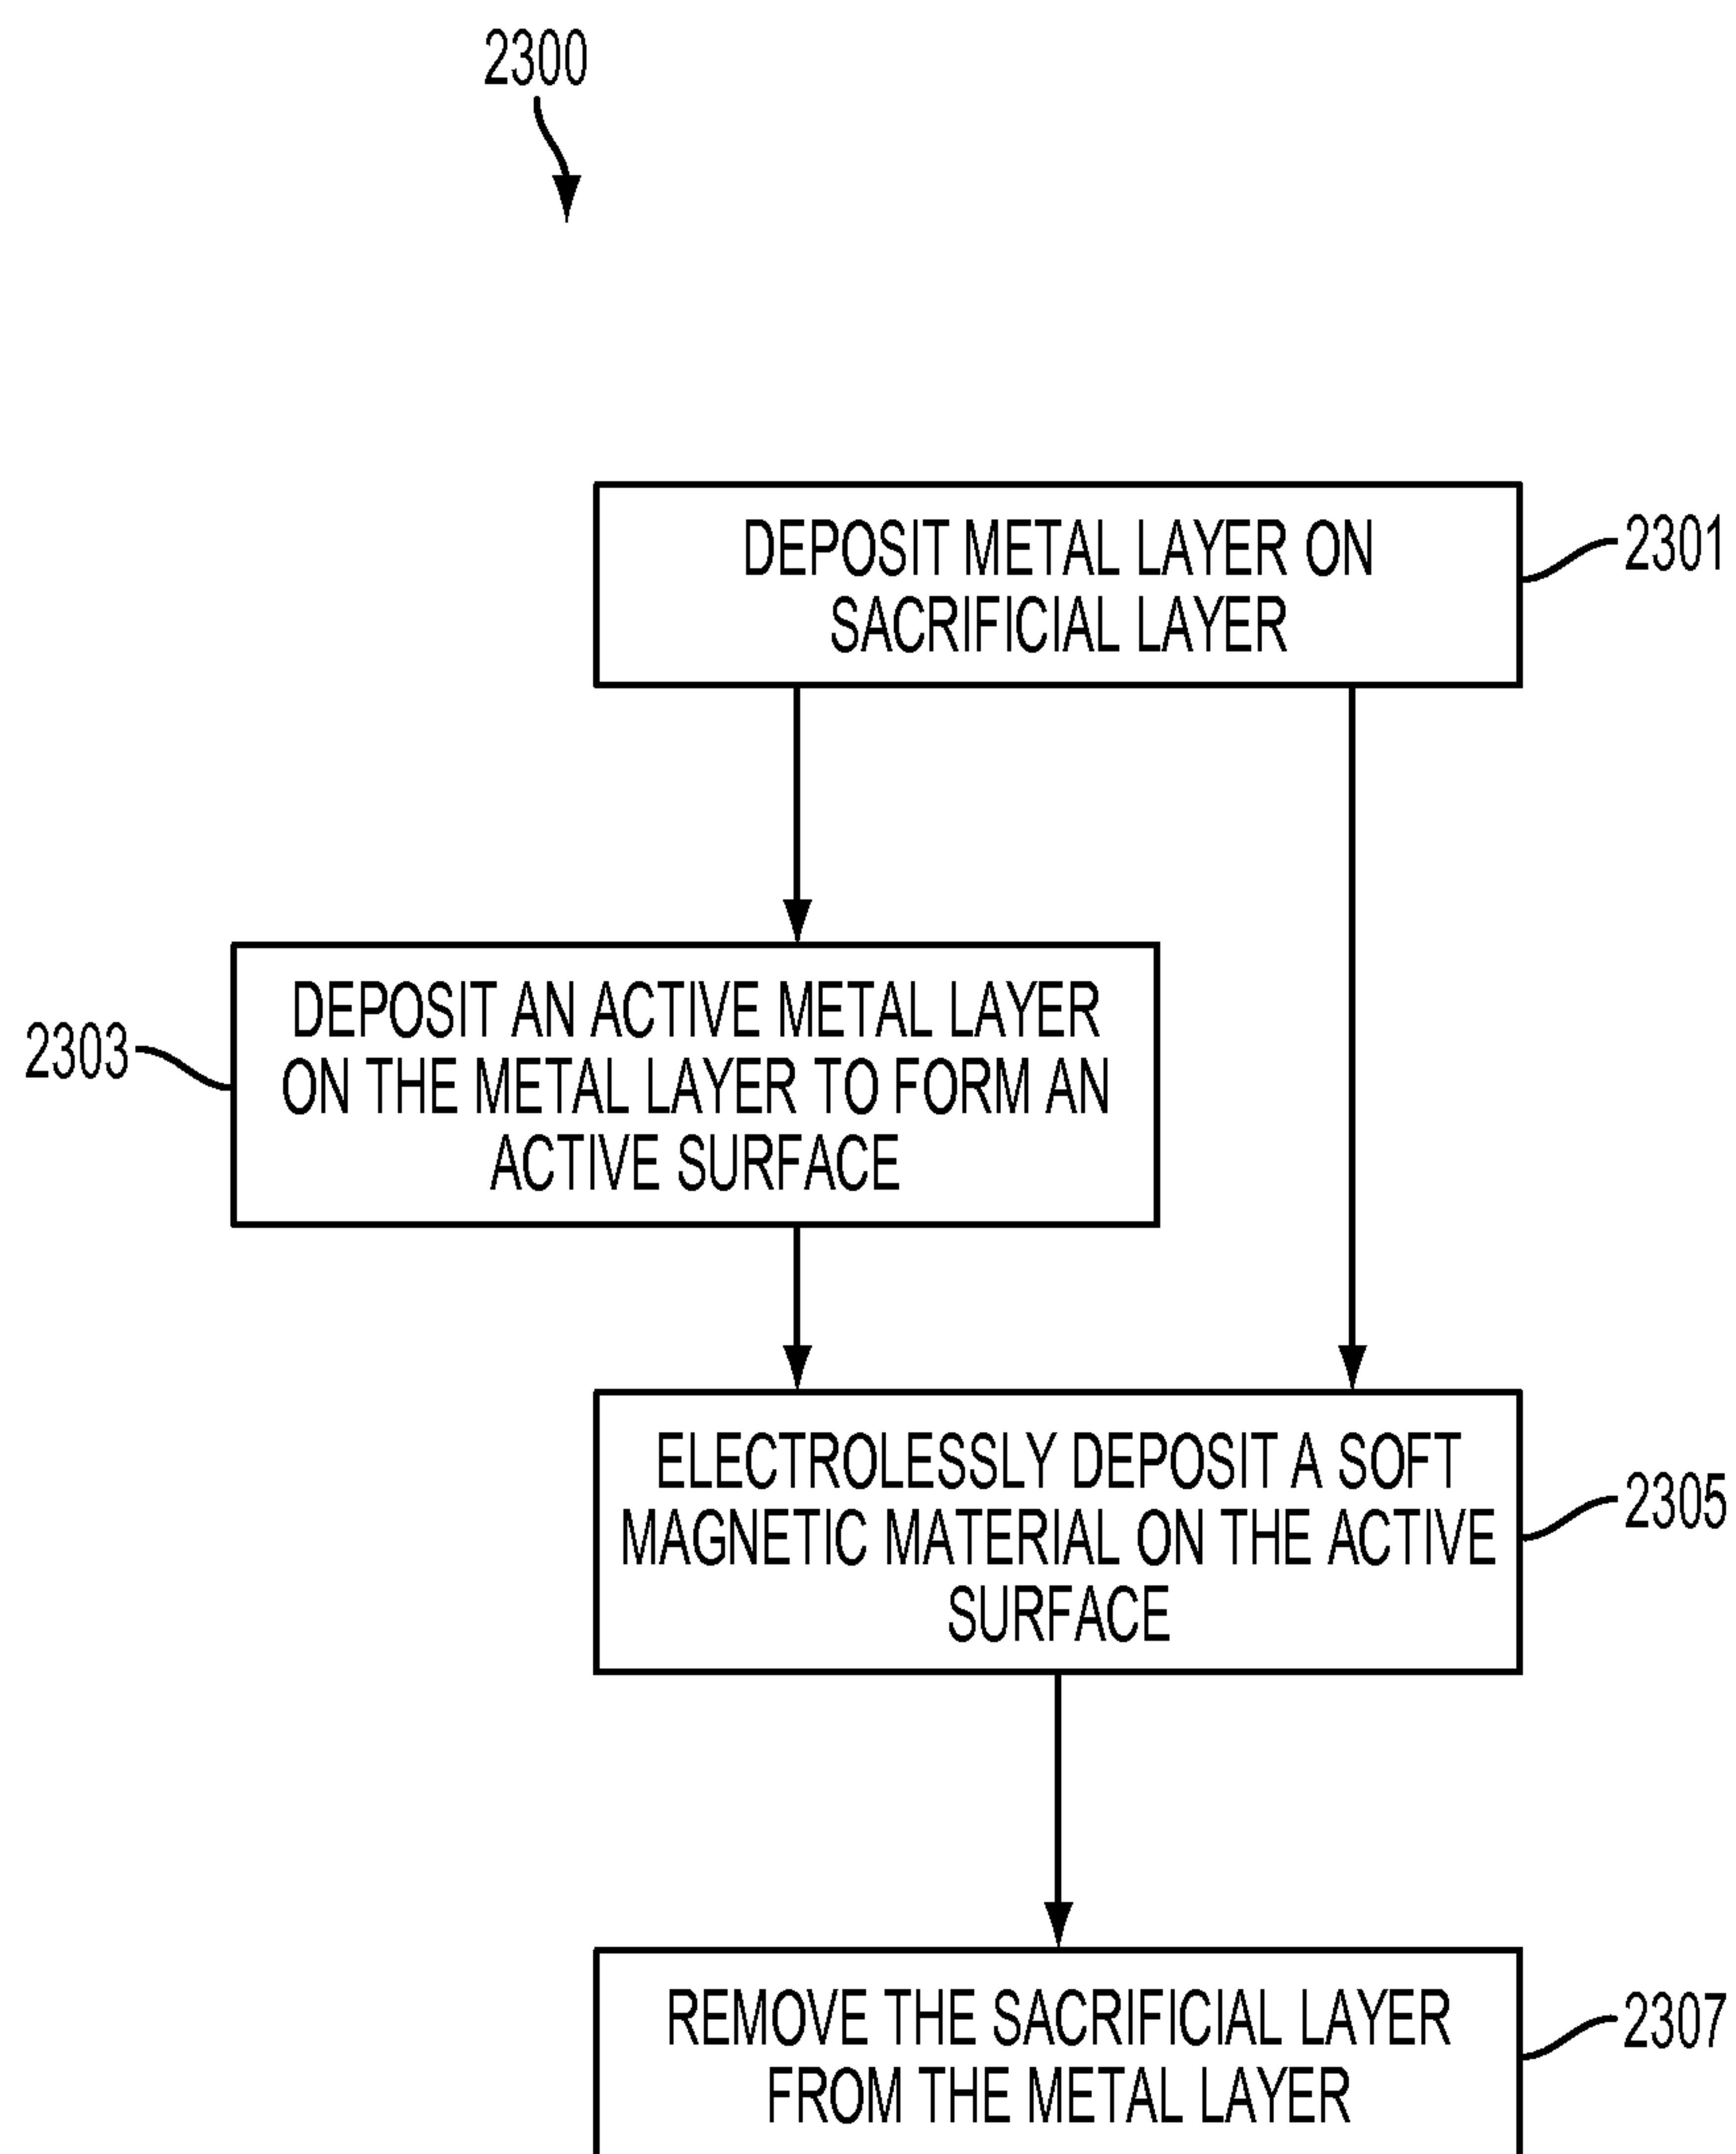 2300
DEPOSIT METAL LAYER ON
SACRIFICIAL LAYER
2301
DEPOSIT AN ACTIVE METAL LAYER
ON THE METAL LAYER TO FORM AN
ACTIVE SURFACE
2303
ELECTROLESSLY DEPOSIT A SOFT
MAGNETIC MATERIAL ON THE ACTIVE
SURFACE
2305
REMOVE THE SACRIFICIAL LAYER
FROM THE METAL LAYER
2307